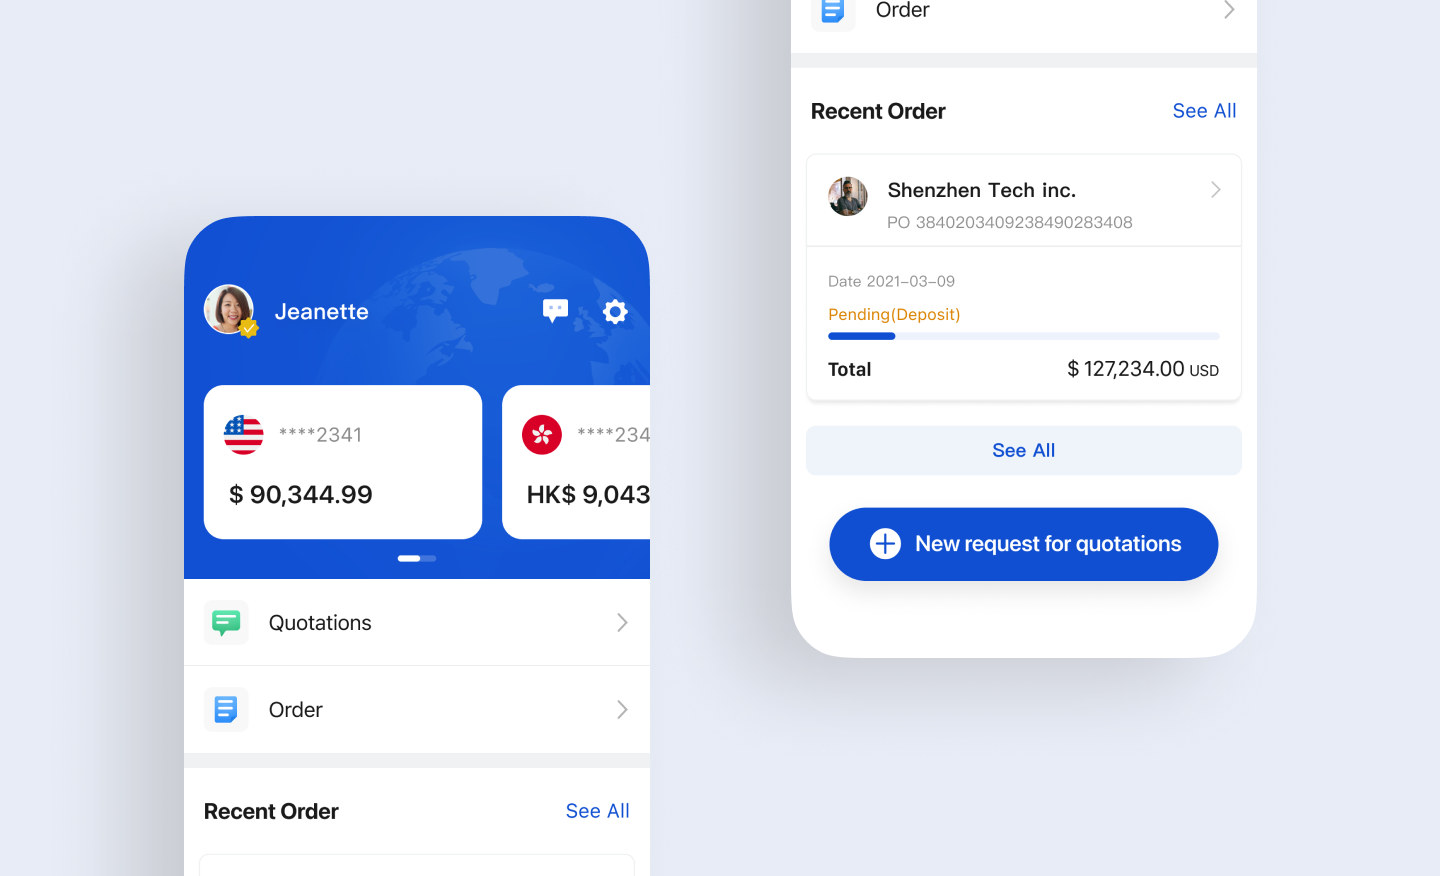 Jeanette
****2341
$ 90,344.99
****234
HK$ 9,043
Quotations
Order
Recent Order
See All
Order
Recent Order
See All
Shenzhen Tech inc.
PO 3840203409238490283408
Date 2021-03-09
Pending(Deposit)
Total
$ 127,234.00 USD
See All
New request for quotations